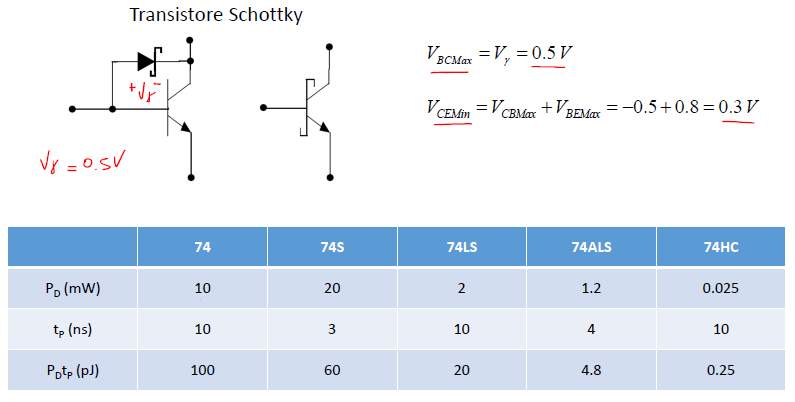 Transistore Schottky
V_BCMax = V_γ = 0.5 V
+ Vγ -
V_CEMin = V_CBMax + V_BEMax = −0.5 + 0.8 = 0.3 V
Vγ = 0.5V
74 74S 74LS 74ALS 74HC
P_D (mW) 10 20 2 1.2 0.025
t_P (ns) 10 3 10 4 10
P_Dt_P (pJ) 100 60 20 4.8 0.25